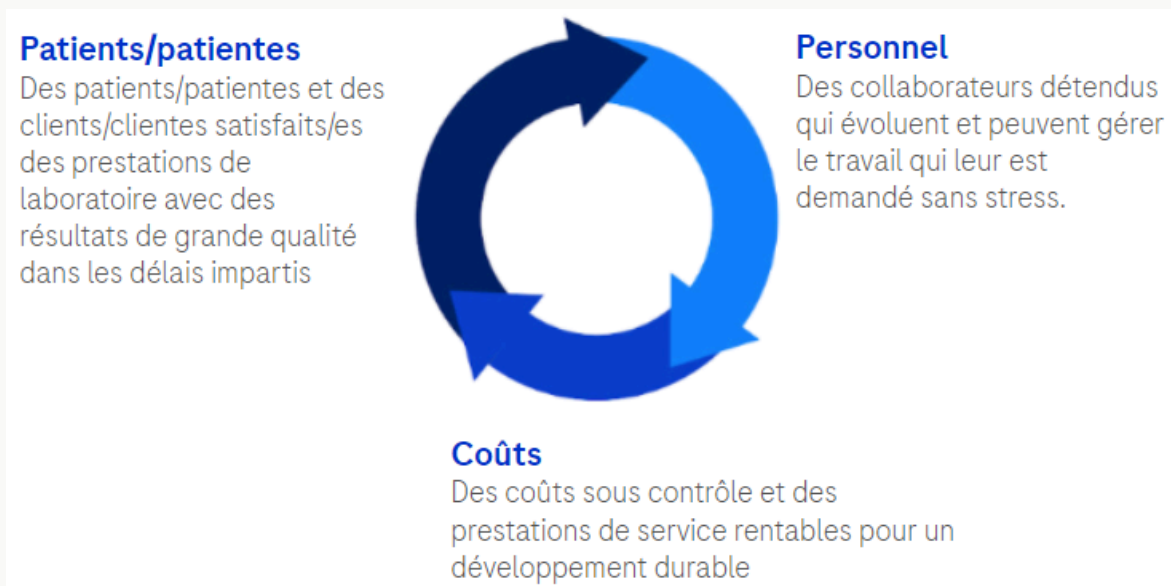 Patients/patientes
Des patients/patientes et des
clients/clientes satisfaits/es
des prestations de
laboratoire avec des
résultats de grande qualité
dans les délais impartis
Personnel
Des collaborateurs détendus
qui évoluent et peuvent gérer
le travail qui leur est
demandé sans stress.
Coûts
Des coûts sous contrôle et des
prestations de service rentables pour un
développement durable